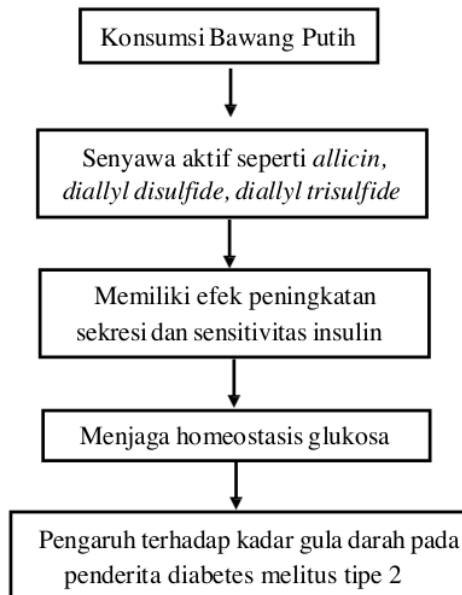 Konsumsi Bawang Putih
Senyawa aktif seperti allicin,
diallyl disulfide, diallyl trisulfide
Memiliki efek peningkatan
sekresi dan sensitivitas insulin
Menjaga homeostasis glukosa
Pengaruh terhadap kadar gula darah pada
penderita diabetes melitus tipe 2